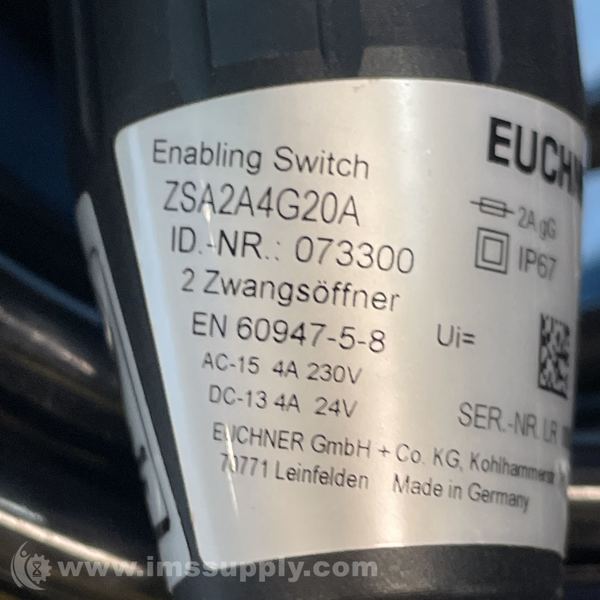 Enabling Switch
ZSA2A4G20A
ID.-NR.: 073300
2 Zwangsöffner
EN 60947-5-8
AC-15 4A 230V
DC-13 4A 24V
EUCHNER GmbH + Co. KG,
70771 Leinfelden Made in Germany
EUCHN
2A gG
IP67
Ui=
SER.-NR. LR
www.imssupply.com